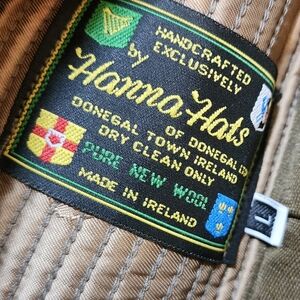 HANDCRAFTED
EXCLUSIVELY
by
Hanna Hats
OF DONEGAL LTD
DONEGAL TOWN IRELAND
DRY CLEAN ONLY
PURE NEW WOOL
MADE IN IRELAND